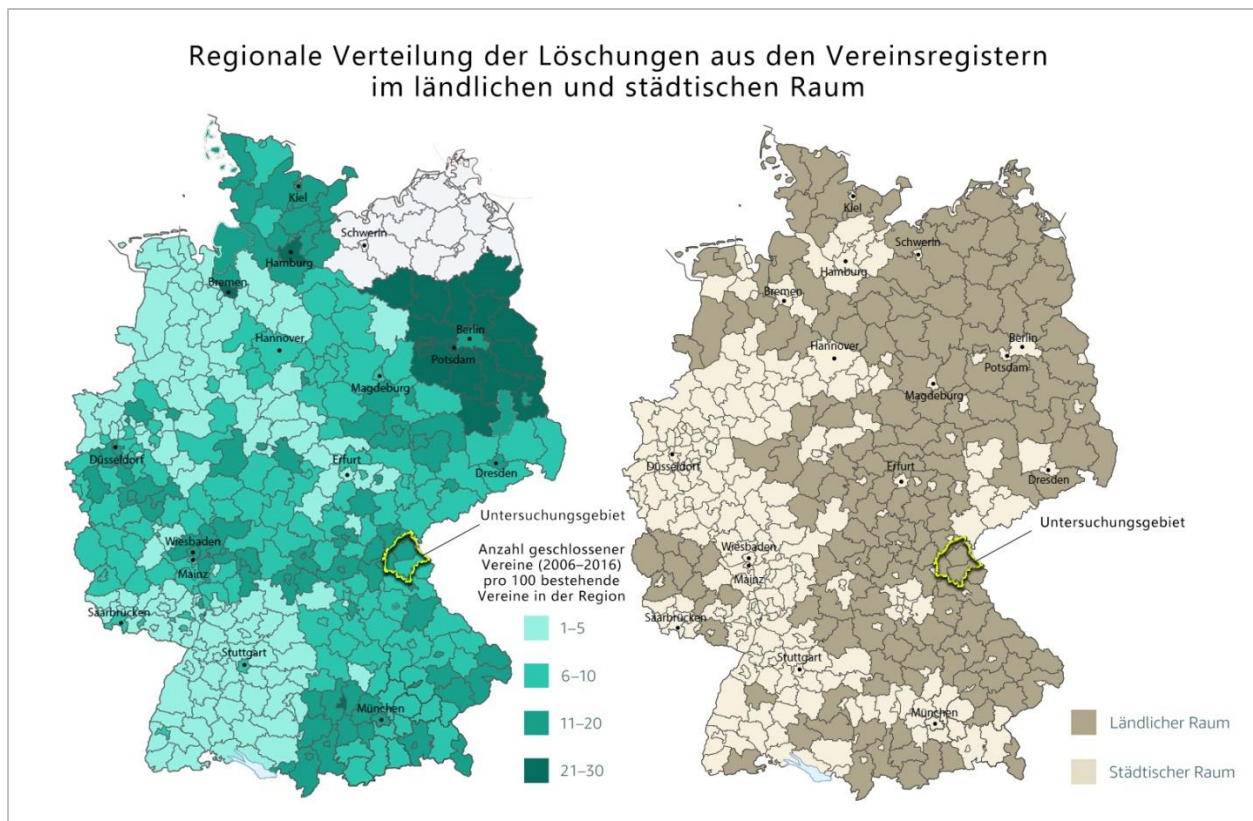 Regionale Verteilung der Löschungen aus den Vereinsregistern
im ländlichen und städtischen Raum
Kiel
Schwerin
Hamburg
Bremen
Hannover
Berlin
Potsdam
Magdeburg
Düsseldorf
Erfurt
Dresden
Wiesbaden
Mainz
Saarbrücken
Stuttgart
München
Untersuchungsgebiet
Anzahl geschlossener
Vereine (2006–2016)
pro 100 bestehende
Vereine in der Region
1–5
6–10
11–20
21–30
Kiel
Schwerin
Hamburg
Bremen
Hannover
Berlin
Potsdam
Magdeburg
Düsseldorf
Erfurt
Dresden
Wiesbaden
Mainz
Saarbrücken
Stuttgart
München
Untersuchungsgebiet
Ländlicher Raum
Städtischer Raum